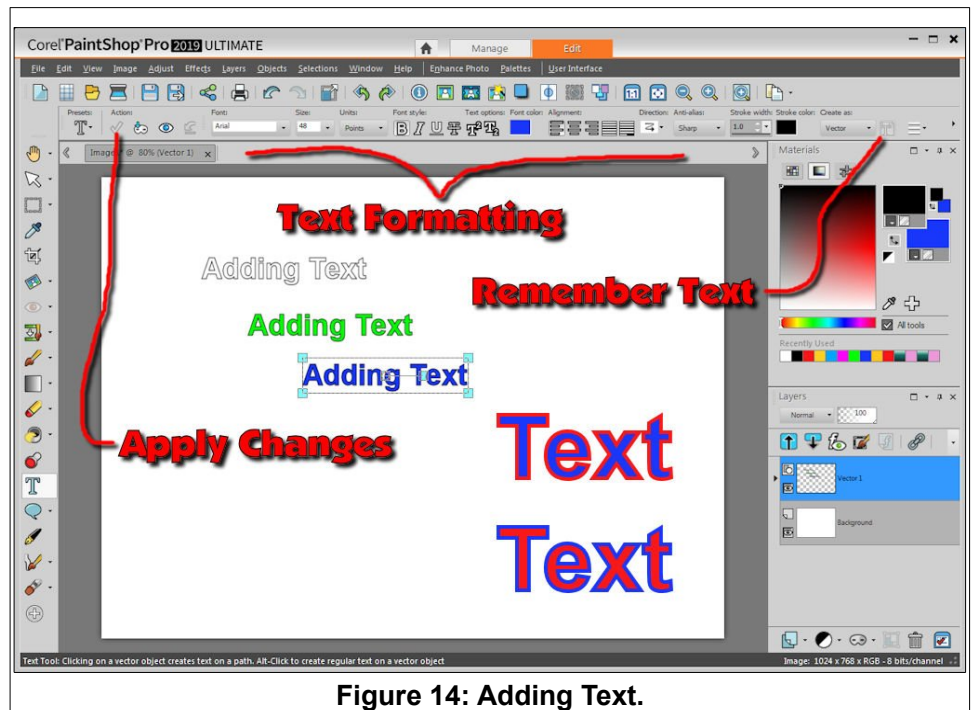 Corel® PaintShop® Pro 2019 ULTIMATE
Manage
Edit
File Edit View Image Adjust Effects Layers Objects Selections Window Help Enhance Photo Palettes User Interface
Presets: Action: Font: Size: Units: Font style: Text options: Font color: Alignment: Direction: Anti-alias: Stroke width: Stroke color: Create as:
Arial 48 Points Sharp 1.0 Vector
@ 80% (Vector 1)
Materials
Text Formatting
Adding Text
Remember Text
Adding Text
All tools
Recently Used
Adding Text
Layers
Normal 100
Apply Changes
Text
Vector 1
Background
Text
Text Tool: Clicking on a vector object creates text on a path. Alt-Click to create regular text on a vector object
Image: 1024 x 768 x RGB - 8 bits/channel
Figure 14: Adding Text.